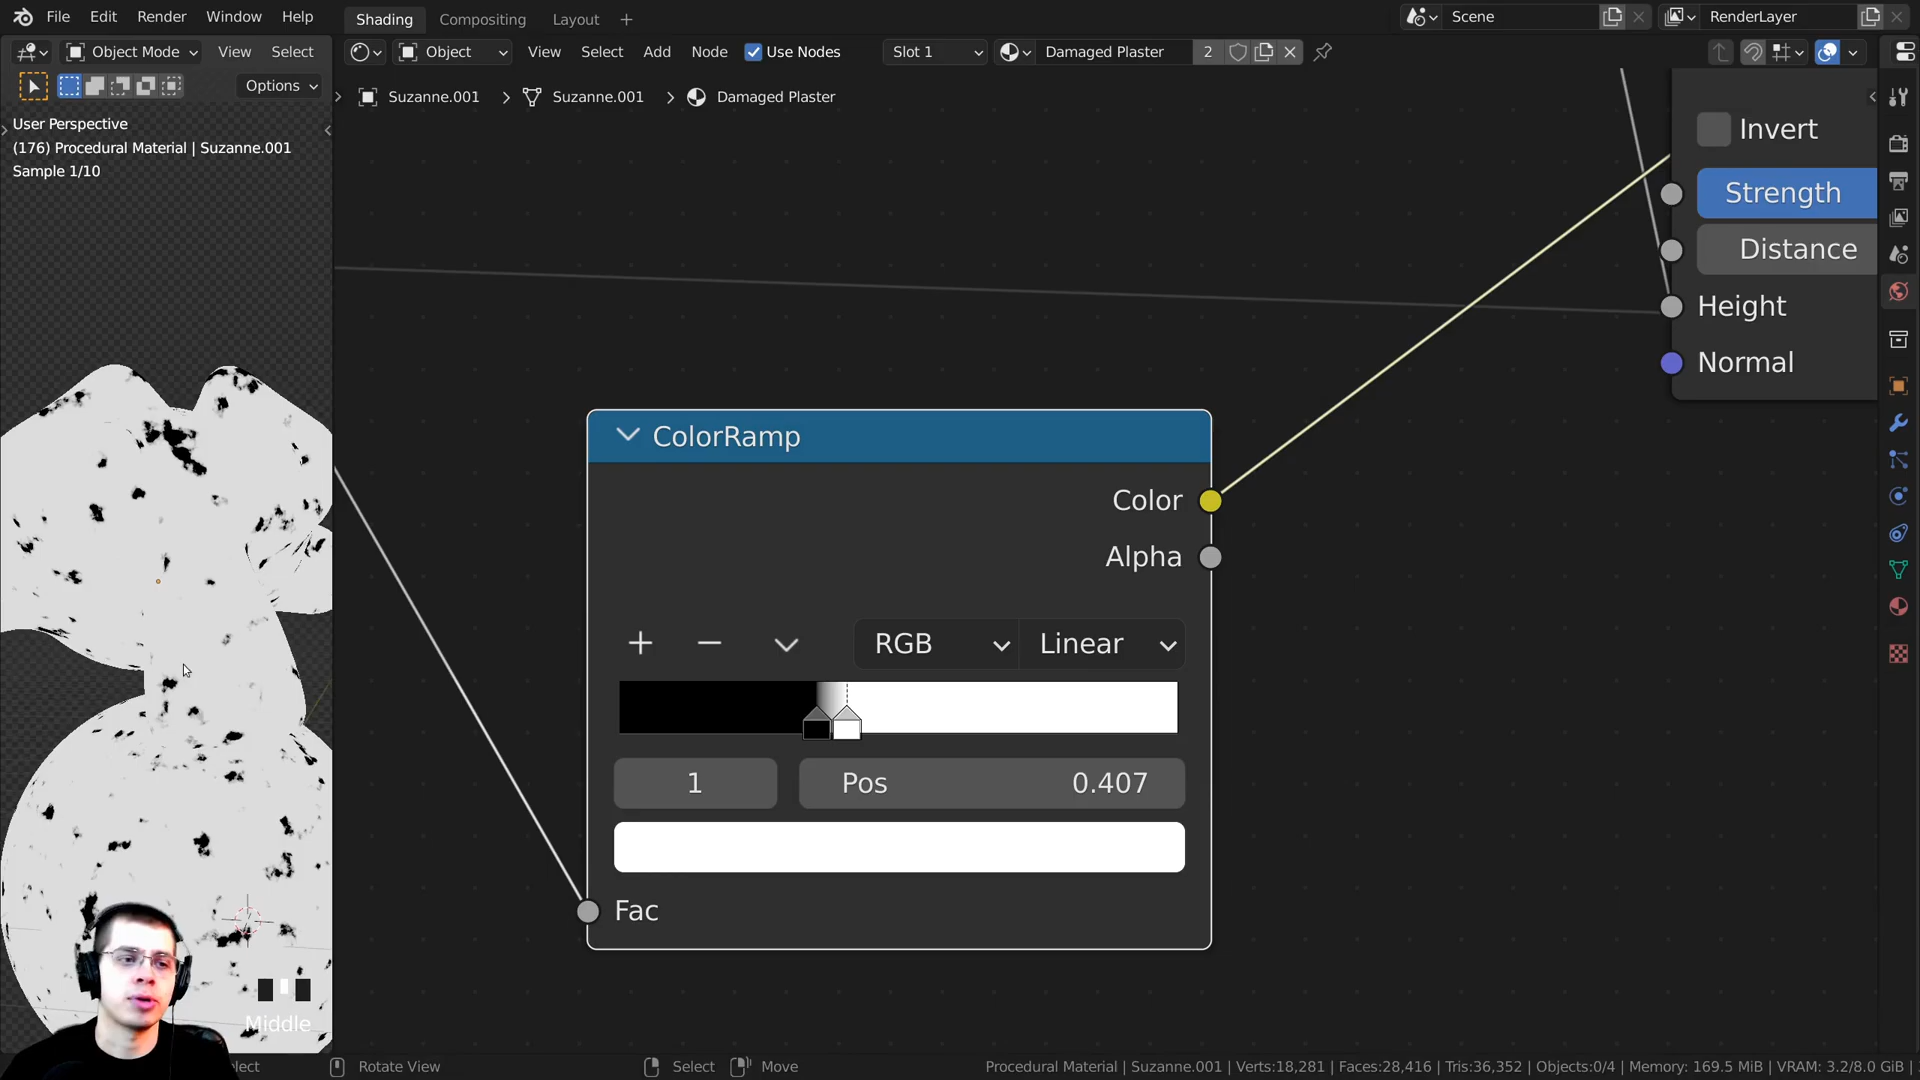 File Edit Render Window Help Shading Compositing Layout + Scene RenderLayer
Object Mode View Select Object View Select Add Node Use Nodes Slot 1 Damaged Plaster 2
Options
Suzanne.001 > Suzanne.001 > Damaged Plaster
User Perspective
(176) Procedural Material | Suzanne.001
Sample 1/10
Invert
Strength
Distance
Height
Normal
ColorRamp
Color
Alpha
RGB Linear
1 Pos 0.407
Fac
Middle
Rotate View Select Move Procedural Material | Suzanne.001 | Verts:18,281 | Faces:28,416 | Tris:36,352 | Objects:0/4 | Memory: 169.5 MiB | VRAM: 3.2/8.0 GiB |